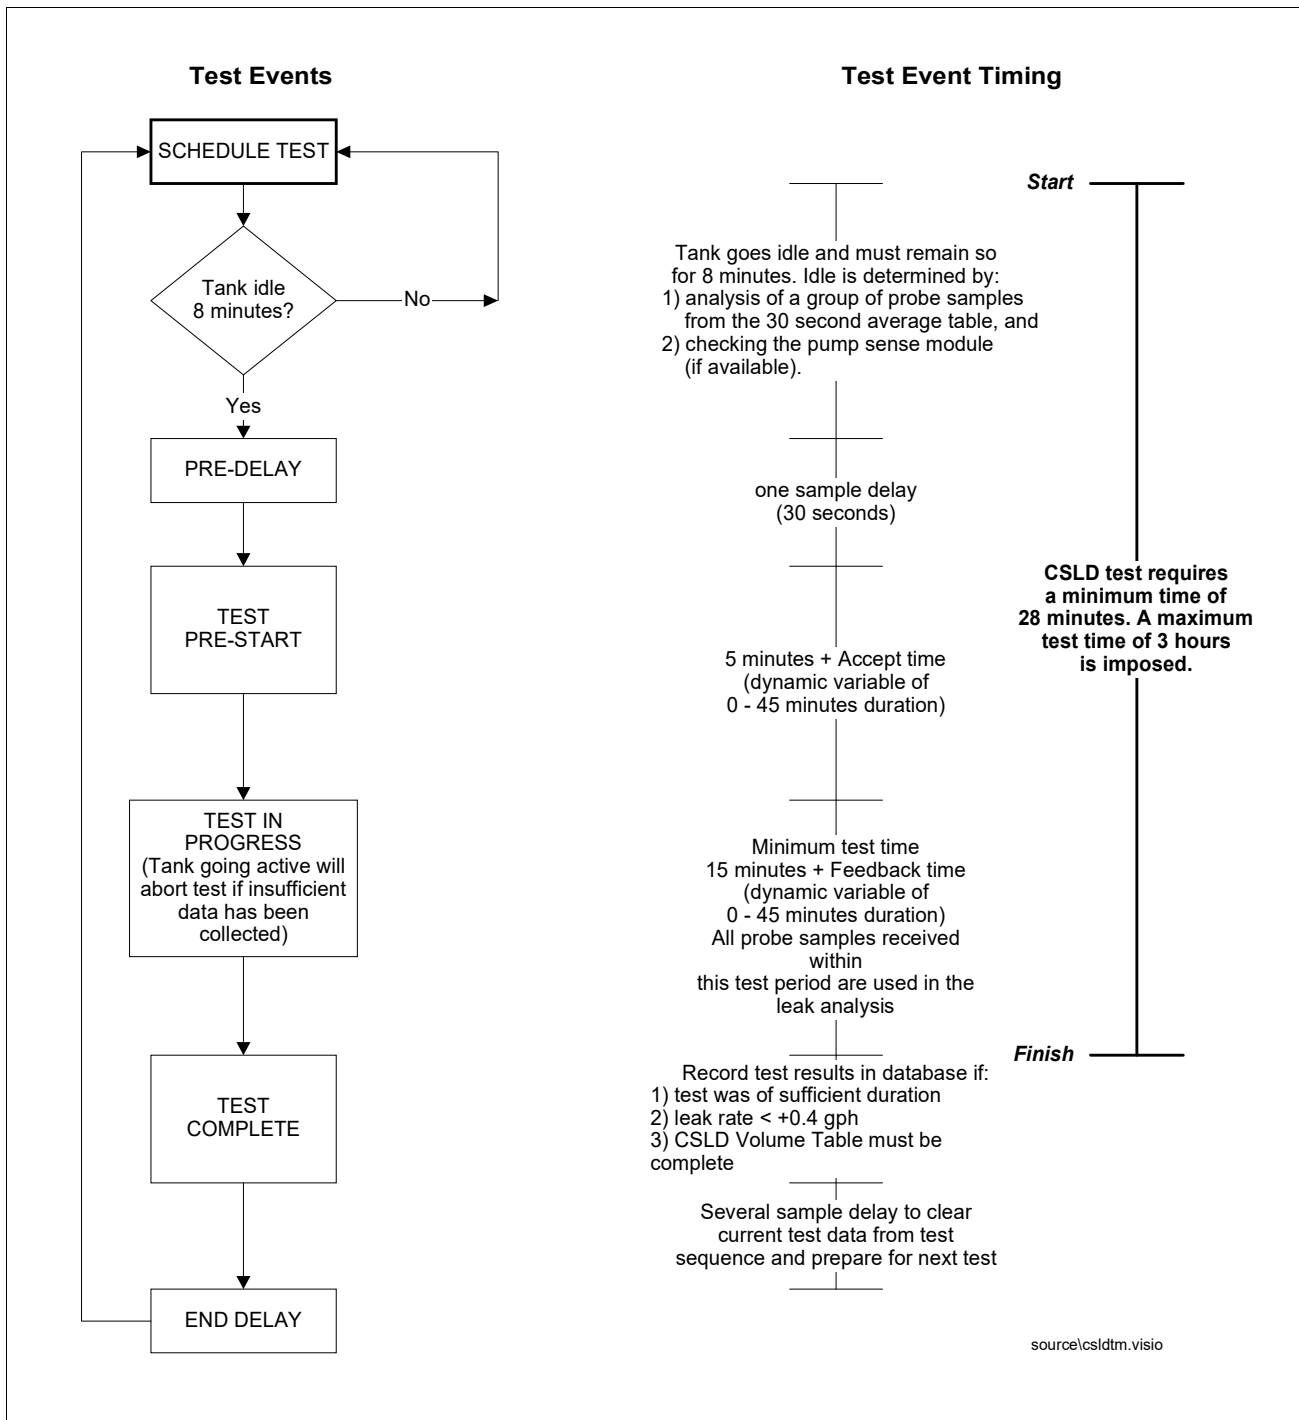 Test Events
SCHEDULE TEST
Tank idle
8 minutes?
No
Yes
PRE-DELAY
TEST
PRE-START
TEST IN
PROGRESS
(Tank going active will
abort test if insufficient
data has been
collected)
TEST
COMPLETE
END DELAY
Test Event Timing
Tank goes idle and must remain so
for 8 minutes. Idle is determined by:
1) analysis of a group of probe samples
from the 30 second average table, and
2) checking the pump sense module
(if available).
one sample delay
(30 seconds)
5 minutes + Accept time
(dynamic variable of
0 - 45 minutes duration)
Minimum test time
15 minutes + Feedback time
(dynamic variable of
0 - 45 minutes duration)
All probe samples received
within
this test period are used in the
leak analysis
Record test results in database if:
1) test was of sufficient duration
2) leak rate < +0.4 gph
3) CSLD Volume Table must be
complete
Several sample delay to clear
current test data from test
sequence and prepare for next test
Start
CSLD test requires
a minimum time of
28 minutes. A maximum
test time of 3 hours
is imposed.
Finish
source\csldtm.visio